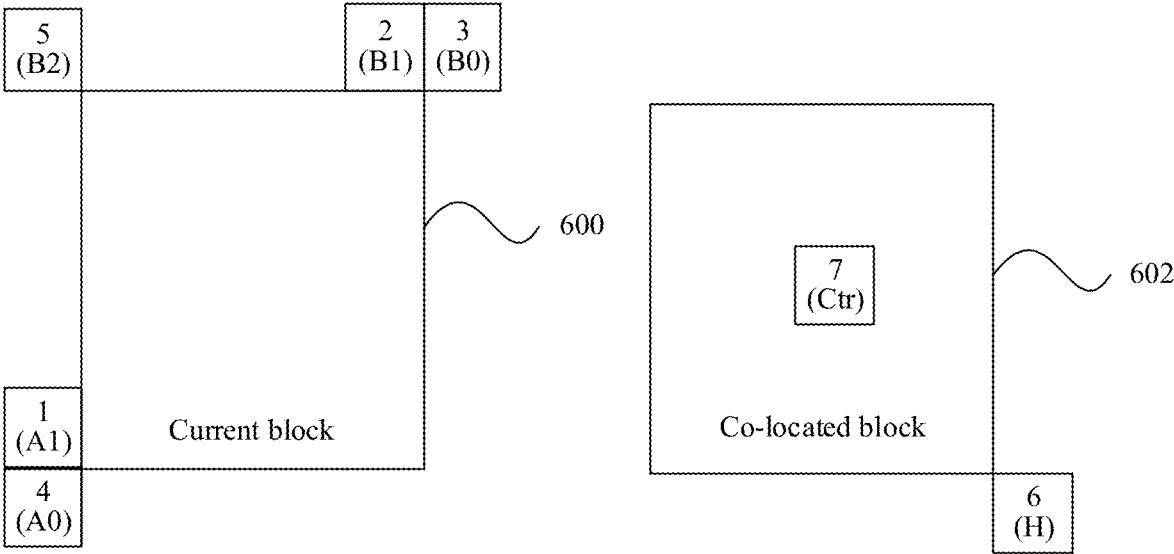 5
(B2)
2
(B1)
3
(B0)
600
7
(Ctr)
602
1
(A1)
Current block
Co-located block
4
(A0)
6
(H)